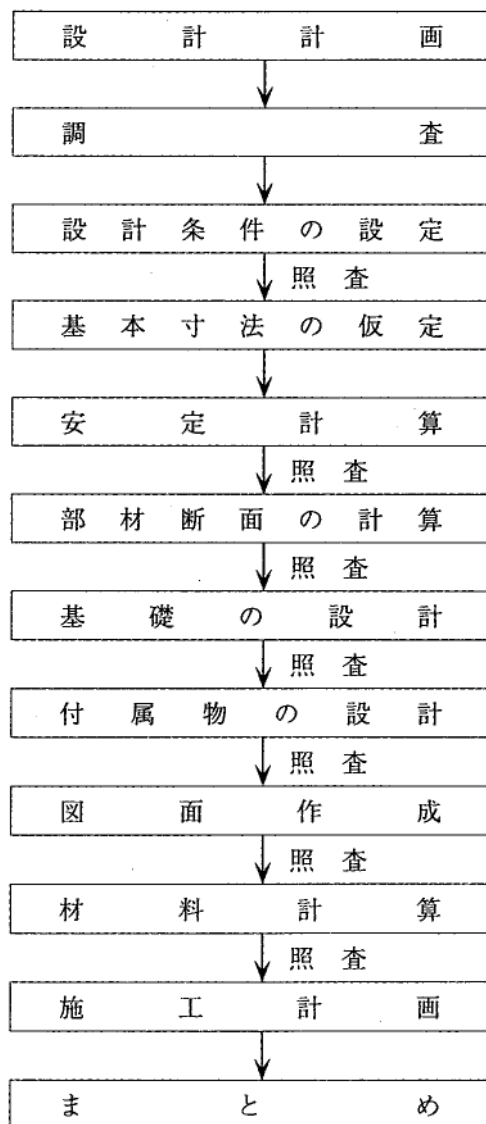 設計計画
調査
設計条件の設定
照査
基本寸法の仮定
安定計算
照査
部材断面の計算
照査
基礎の設計
照査
付属物の設計
照査
図面作成
照査
材料計算
照査
施工計画
まとめ